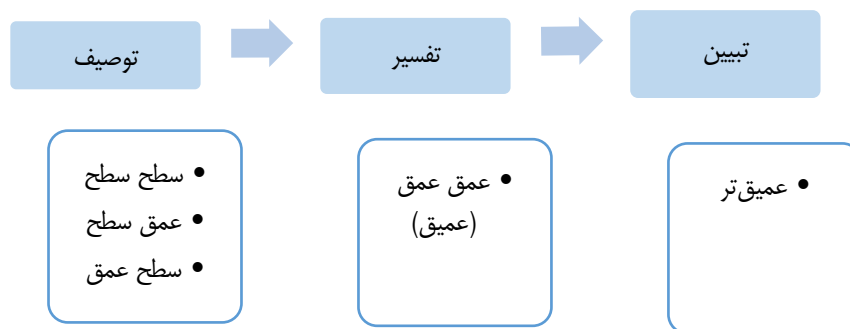 توصیف
تفسیر
تبیین
• سطح سطح
• عمق سطح
• سطح عمق
• عمق عمق
(عمیق)
• عمیق‌تر